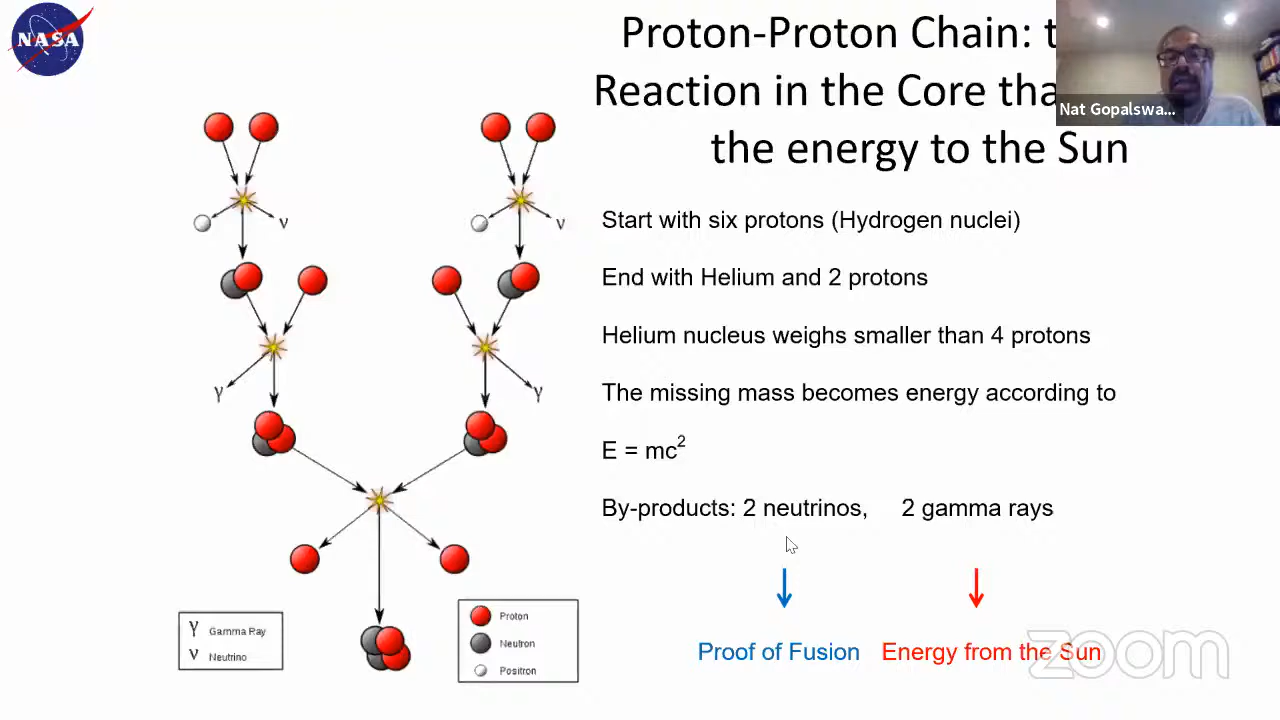 NASA
Proton-Proton Chain: t
Reaction in the Core tha
the energy to the Sun
Nat Gopalswa...
Start with six protons (Hydrogen nuclei)
End with Helium and 2 protons
Helium nucleus weighs smaller than 4 protons
The missing mass becomes energy according to
E = mc²
By-products: 2 neutrinos, 2 gamma rays
Proof of Fusion Energy from the Sun
ν ν
γ γ
γ Gamma Ray
ν Neutrino
Proton
Neutron
Positron
zoom